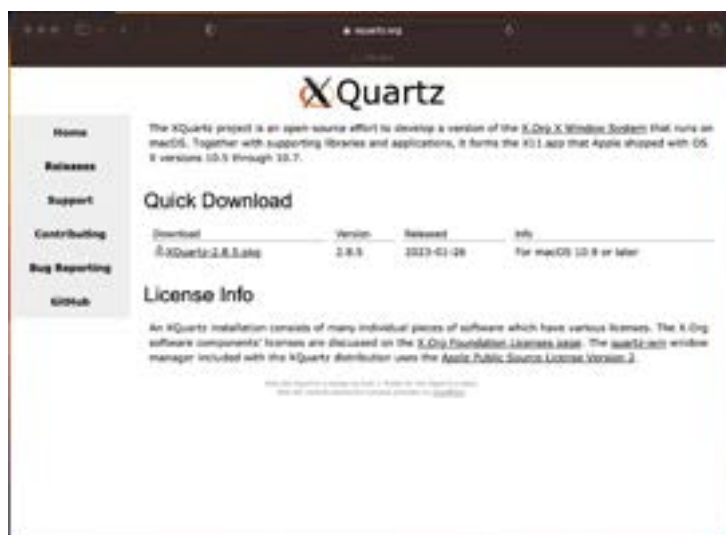 xquartz.org
XQuartz
Home
Releases
Support
Contributing
Bug Reporting
GitHub
The XQuartz project is an open-source effort to develop a version of the X.Org X Window System that runs on
macOS. Together with supporting libraries and applications, it forms the X11.app that Apple shipped with OS
X versions 10.5 through 10.7.
Quick Download
Download Version Released Info
XQuartz-2.8.5.pkg 2.8.5 2023-01-26 For macOS 10.9 or later
License Info
An XQuartz installation consists of many individual pieces of software which have various licenses. The X.Org
software components' licenses are discussed on the X.Org Foundation Licenses page. The quartz-wm window
manager included with the XQuartz distribution uses the Apple Public Source License Version 2.